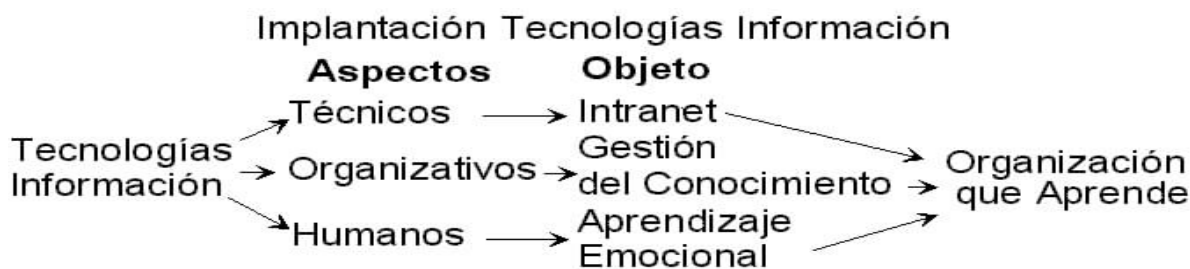 Implantación Tecnologías Información
Aspectos Objeto
Técnicos Intranet
Tecnologías
Información
Organizativos Gestión
del Conocimiento
Humanos Aprendizaje
Emocional
Organización
que Aprende